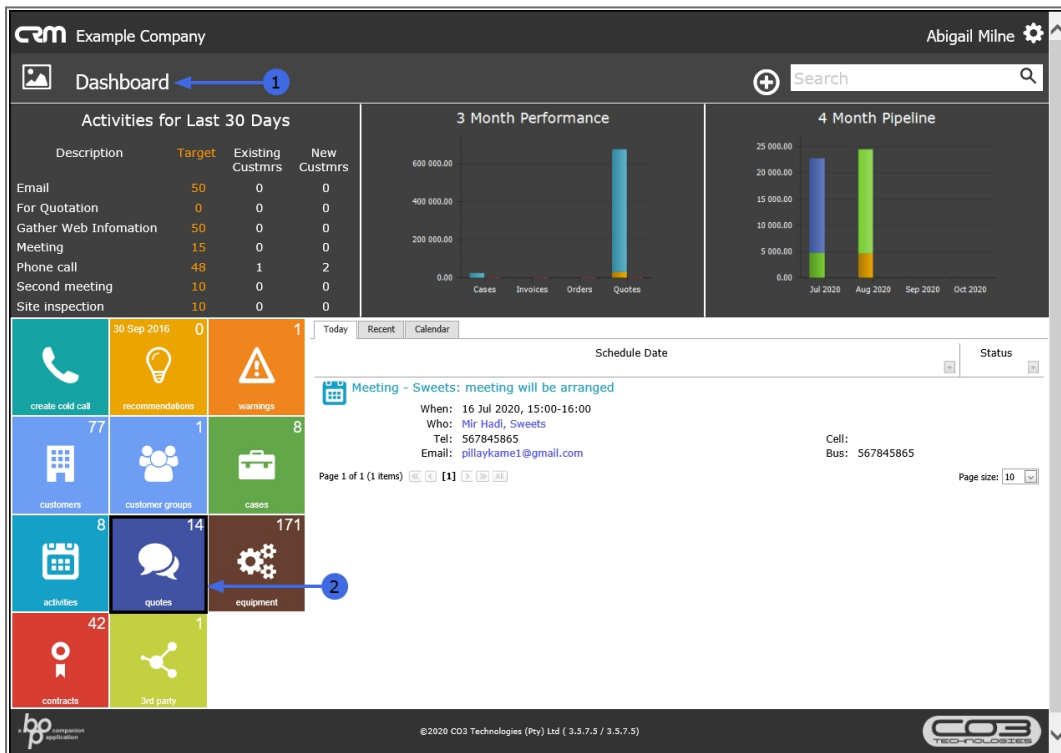 CRM Example Company
Abigail Milne
Dashboard
1
Search
Activities for Last 30 Days
Description Target Existing Custmrs New Custmrs
Email 50 0 0
For Quotation 0 0 0
Gather Web Infomation 50 0 0
Meeting 15 0 0
Phone call 48 1 2
Second meeting 10 0 0
Site inspection 10 0 0
3 Month Performance
600 000.00
400 000.00
200 000.00
0.00
Cases Invoices Orders Quotes
4 Month Pipeline
25 000.00
20 000.00
15 000.00
10 000.00
5 000.00
0.00
Jul 2020 Aug 2020 Sep 2020 Oct 2020
create cold call
30 Sep 2016 0
recommendations
1
warnings
77
customers
1
customer groups
8
cases
8
activities
14
quotes
171
equipment
2
42
contracts
1
3rd party
Today Recent Calendar
Schedule Date Status
Meeting - Sweets: meeting will be arranged
When: 16 Jul 2020, 15:00-16:00
Who: Mir Hadi, Sweets
Tel: 567845865 Cell:
Email: pillaykame1@gmail.com Bus: 567845865
Page 1 of 1 (1 items) [1] All Page size: 10
a bpo companion application
©2020 CO3 Technologies (Pty) Ltd ( 3.5.7.5 / 3.5.7.5)
CO3
TECHNOLOGIES